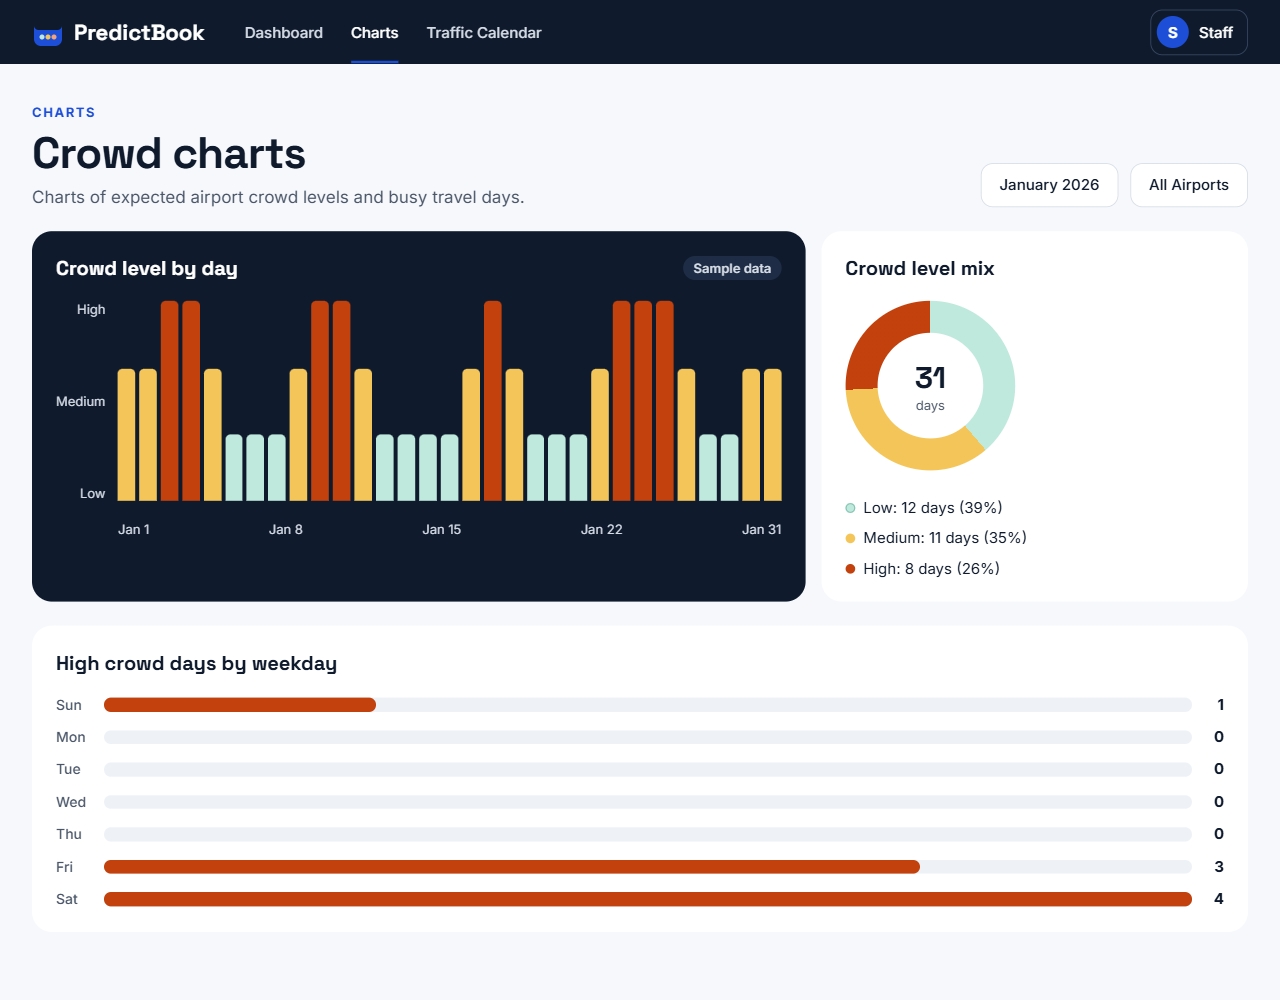 PredictBook
Dashboard
Charts
Traffic Calendar
S
Staff
CHARTS
Crowd charts
Charts of expected airport crowd levels and busy travel days.
January 2026
All Airports
Crowd level by day
Sample data
High
Medium
Low
Jan 1
Jan 8
Jan 15
Jan 22
Jan 31
Crowd level mix
31
days
Low: 12 days (39%)
Medium: 11 days (35%)
High: 8 days (26%)
High crowd days by weekday
Sun 1
Mon 0
Tue 0
Wed 0
Thu 0
Fri 3
Sat 4